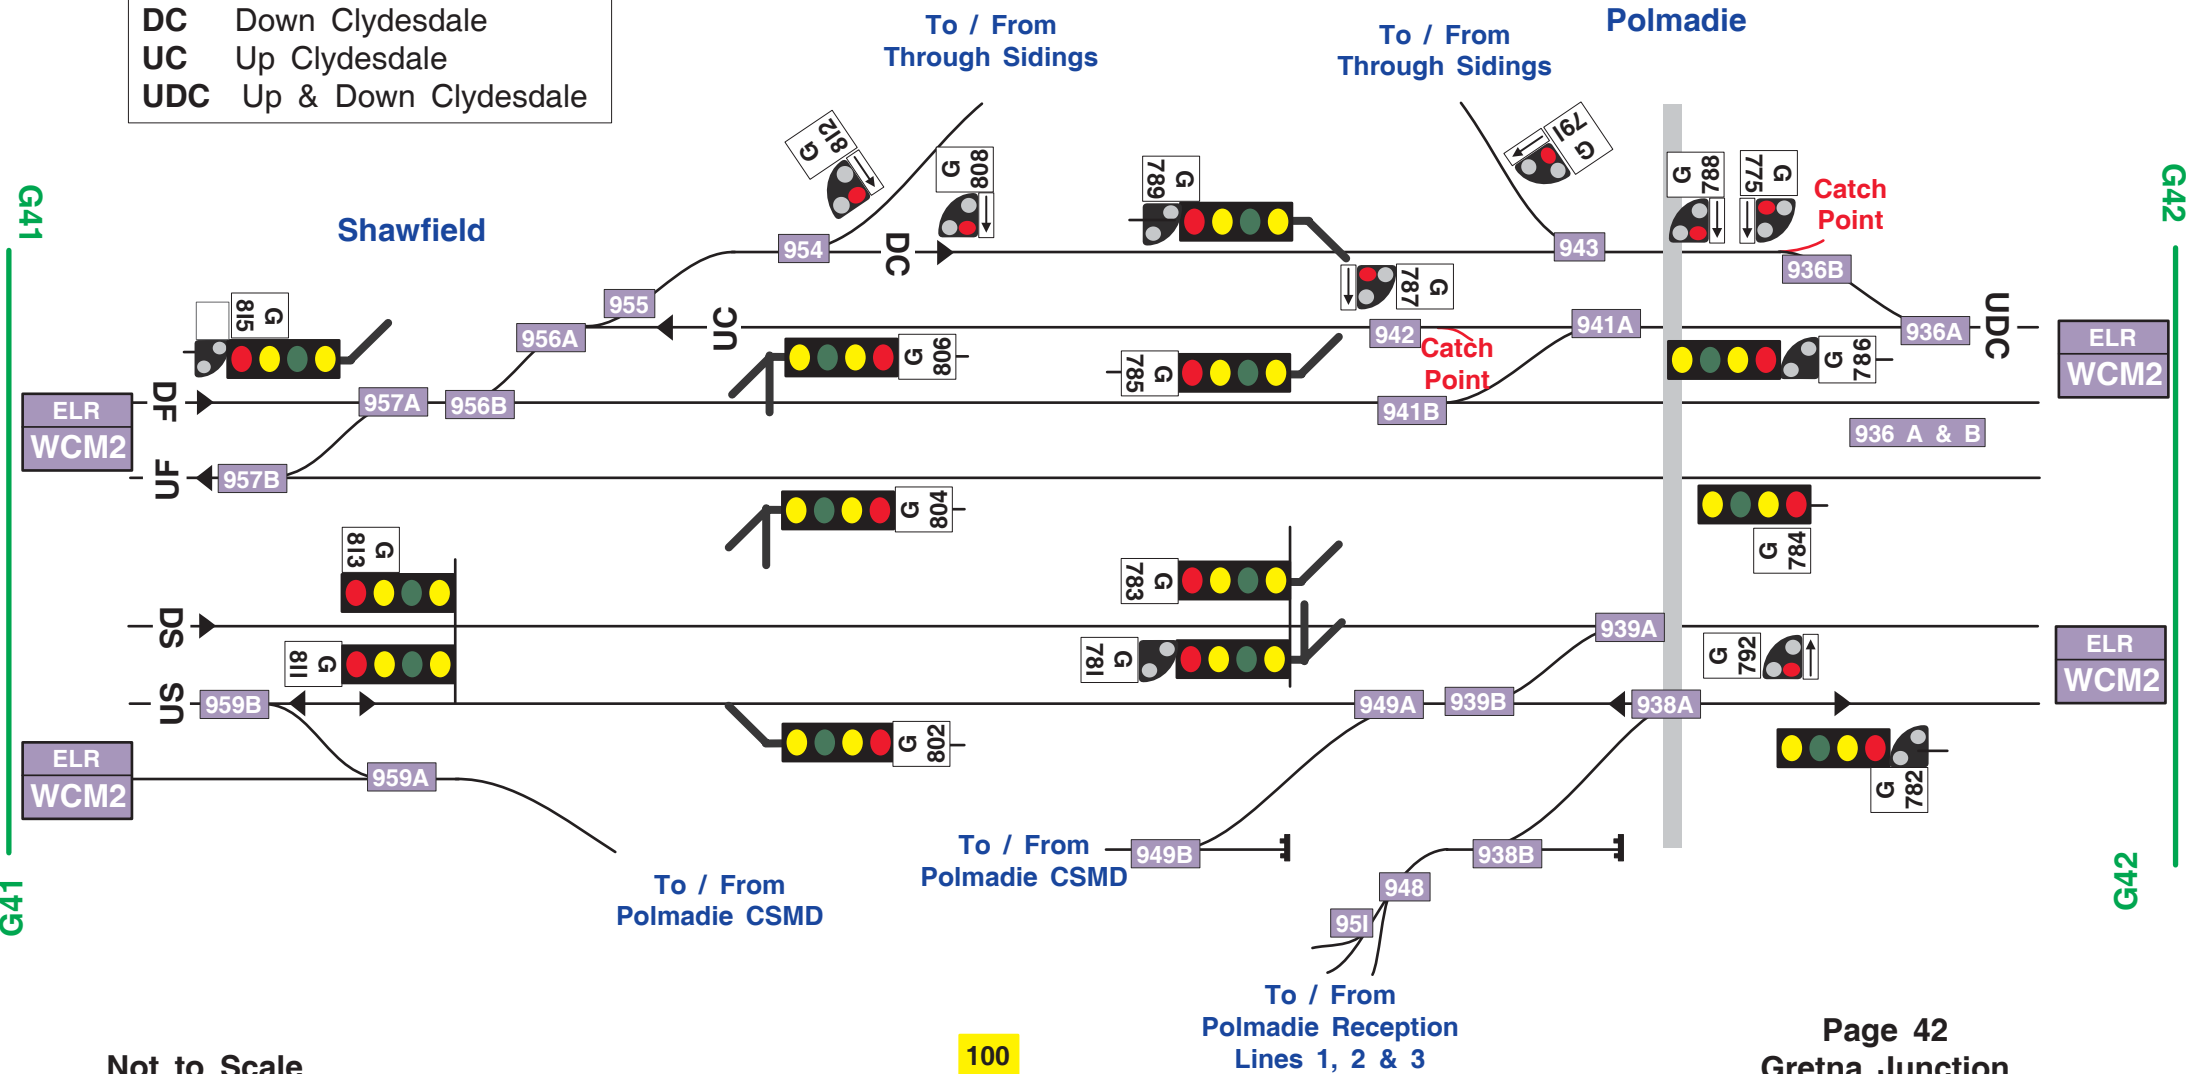 DC Down Clydesdale
UC Up Clydesdale
UDC Up & Down Clydesdale
To / From
Through Sidings
To / From
Through Sidings
Polmadie
G41
Shawfield
G 812
G 808
G 789
G 791
G 788
G 775
Catch
Point
G42
954
DC
943
936B
G 787
G 815
955
956A
UC
942
941A
936A
UDC
ELR
WCM2
G 806
G 785
Catch
Point
G 786
ELR
WCM2
DF
957A
956B
941B
936 A & B
UF
957B
G 804
G 784
G 813
G 783
DS
939A
G 811
G 781
G 792
ELR
WCM2
US
959B
949A
939B
938A
G 802
G 782
ELR
WCM2
959A
To / From
Polmadie CSMD
To / From
Polmadie CSMD
949B
938B
948
951
G41
G42
To / From
Polmadie Reception
Lines 1, 2 & 3
Not to Scale
100
Page 42
Gretna Junction